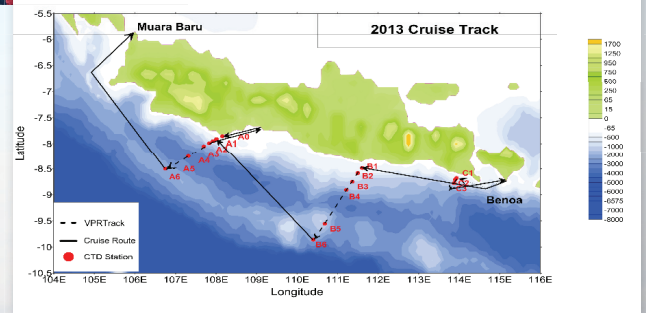 2013 Cruise Track
Muara Baru
Benoa
A0
A1
A3
A4
A5
A6
B1
B2
B3
B4
B5
B6
C1
C3
VPRTrack
Cruise Route
CTD Station
Latitude
-5.5
-6
-6.5
-7
-7.5
-8
-8.5
-9
-9.5
-10
-10.5
104E 105E 106E 107E 108E 109E 110E 111E 112E 113E 114E 115E 116E
Longitude
1700
1250
950
750
500
250
65
15
0
-65
-600
-1000
-2000
-3000
-4000
-5000
-6000
-6575
-7000
-8000